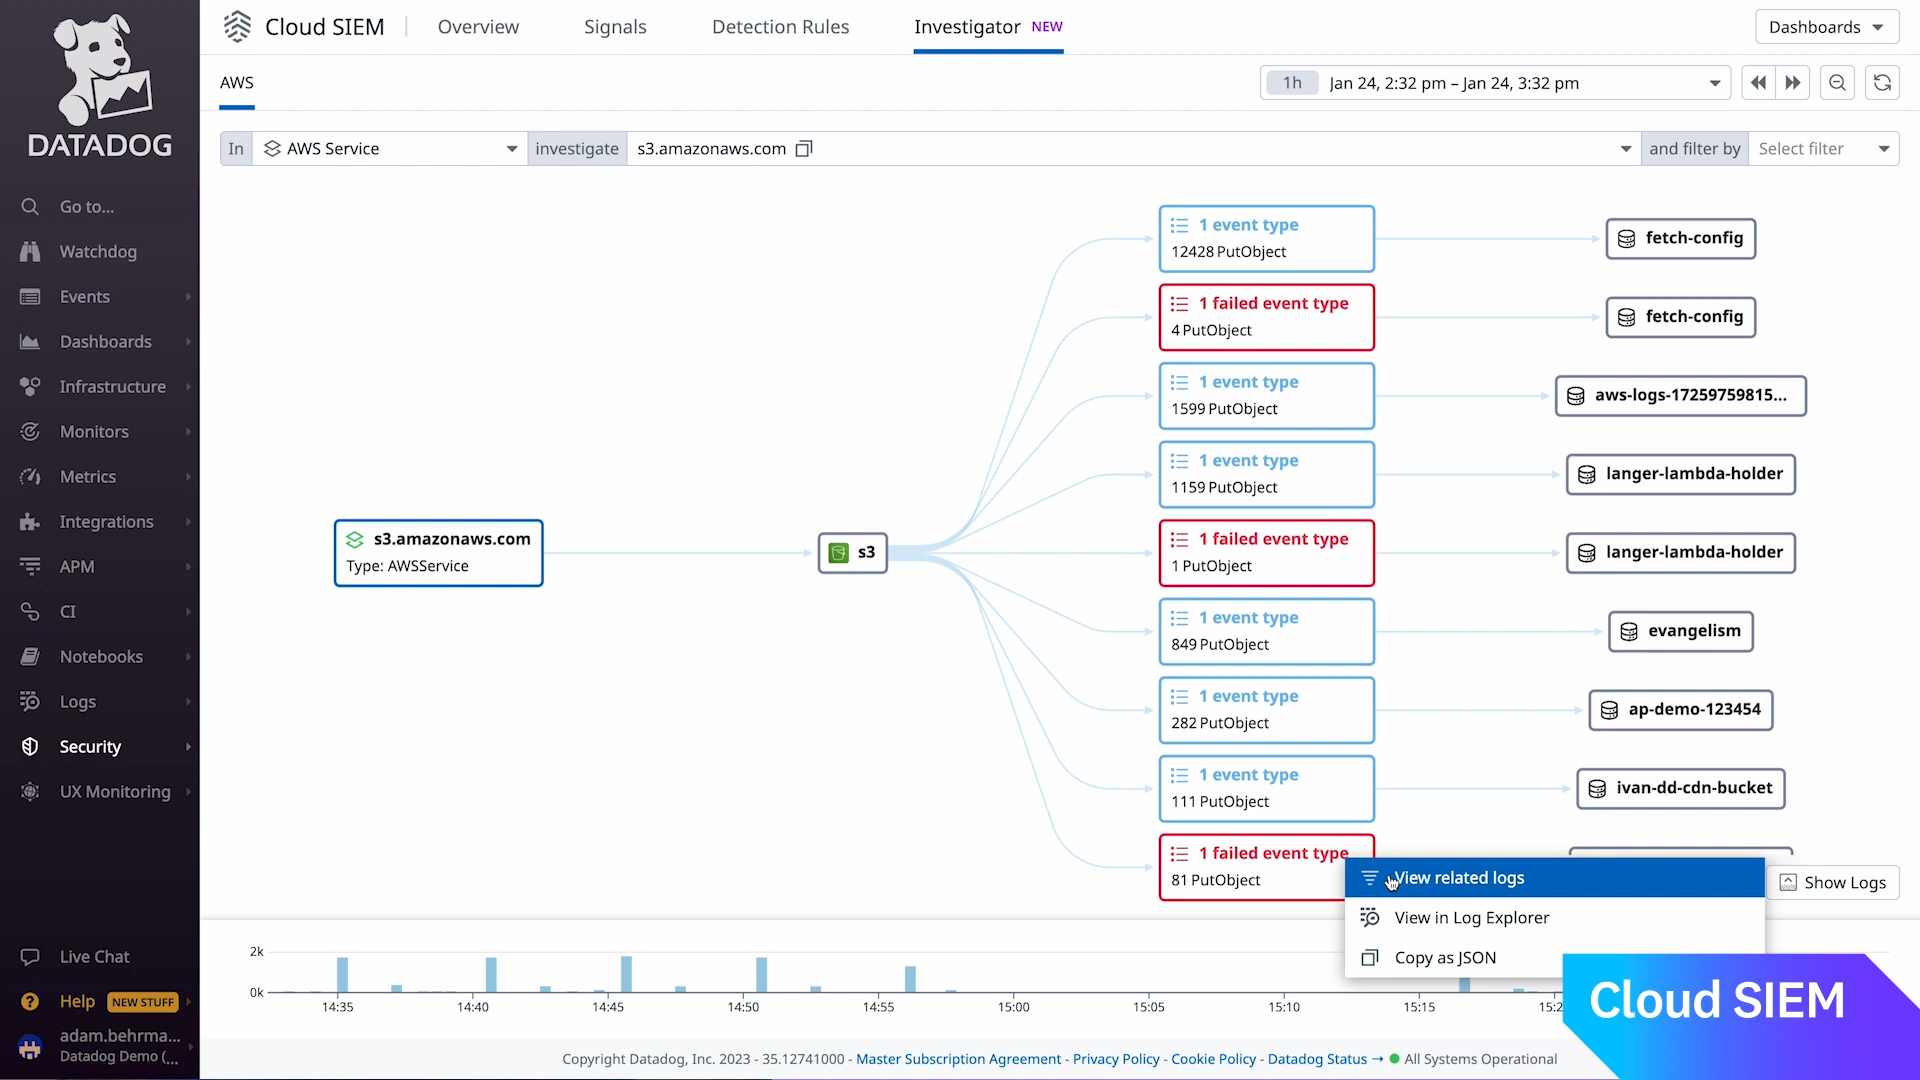 DATADOG
Cloud SIEM
Overview
Signals
Detection Rules
Investigator NEW
Dashboards
AWS
1h Jan 24, 2:32 pm – Jan 24, 3:32 pm
In AWS Service investigate s3.amazonaws.com and filter by Select filter
Go to...
Watchdog
Events
Dashboards
Infrastructure
Monitors
Metrics
Integrations
APM
CI
Notebooks
Logs
Security
UX Monitoring
Live Chat
Help NEW STUFF
adam.behrma...
Datadog Demo (...
s3.amazonaws.com
Type: AWSService
s3
1 event type
12428 PutObject
fetch-config
1 failed event type
4 PutObject
fetch-config
1 event type
1599 PutObject
aws-logs-17259759815...
1 event type
1159 PutObject
langer-lambda-holder
1 failed event type
1 PutObject
langer-lambda-holder
1 event type
849 PutObject
evangelism
1 event type
282 PutObject
ap-demo-123454
1 event type
111 PutObject
ivan-dd-cdn-bucket
1 failed event type
81 PutObject
View related logs
View in Log Explorer
Copy as JSON
Show Logs
2k
0k
14:35 14:40 14:45 14:50 14:55 15:00 15:05 15:10 15:15 15:2
Cloud SIEM
Copyright Datadog, Inc. 2023 - 35.12741000 - Master Subscription Agreement - Privacy Policy - Cookie Policy - Datadog Status → All Systems Operational